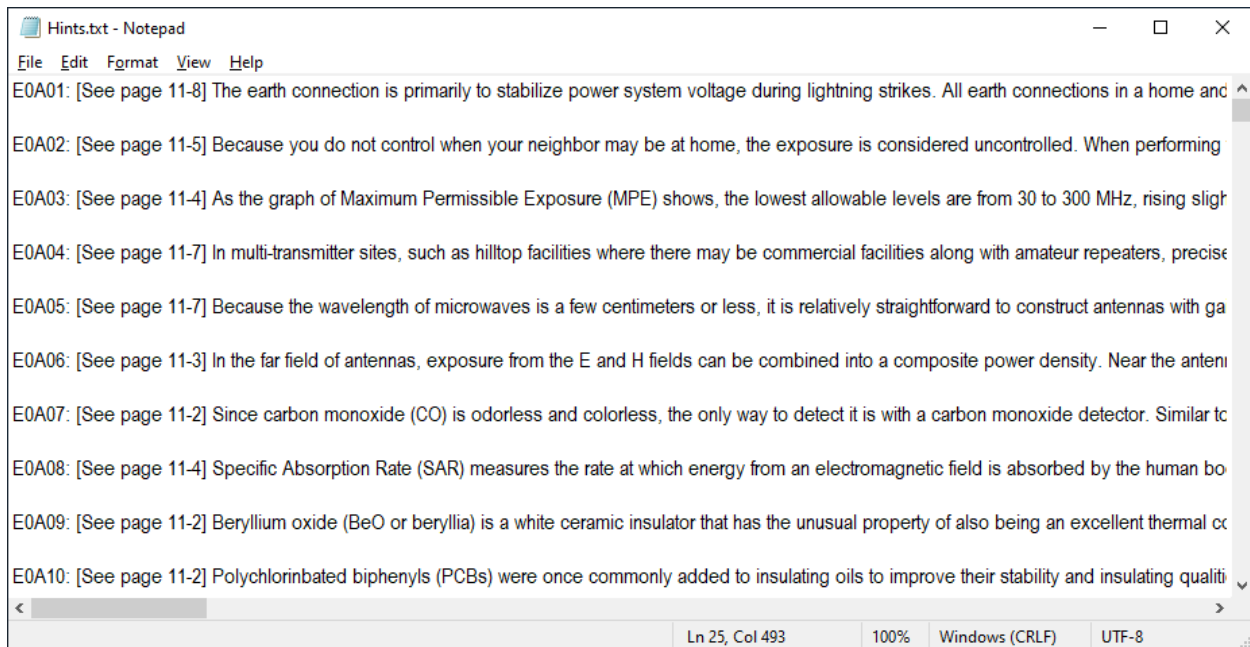 Hints.txt - Notepad
File Edit Format View Help
E0A01: [See page 11-8] The earth connection is primarily to stabilize power system voltage during lightning strikes. All earth connections in a home and
E0A02: [See page 11-5] Because you do not control when your neighbor may be at home, the exposure is considered uncontrolled. When performing
E0A03: [See page 11-4] As the graph of Maximum Permissible Exposure (MPE) shows, the lowest allowable levels are from 30 to 300 MHz, rising sligh
E0A04: [See page 11-7] In multi-transmitter sites, such as hilltop facilities where there may be commercial facilities along with amateur repeaters, precise
E0A05: [See page 11-7] Because the wavelength of microwaves is a few centimeters or less, it is relatively straightforward to construct antennas with ga
E0A06: [See page 11-3] In the far field of antennas, exposure from the E and H fields can be combined into a composite power density. Near the anten
E0A07: [See page 11-2] Since carbon monoxide (CO) is odorless and colorless, the only way to detect it is with a carbon monoxide detector. Similar to
E0A08: [See page 11-4] Specific Absorption Rate (SAR) measures the rate at which energy from an electromagnetic field is absorbed by the human bo
E0A09: [See page 11-2] Beryllium oxide (BeO or beryllia) is a white ceramic insulator that has the unusual property of also being an excellent thermal co
E0A10: [See page 11-2] Polychlorinbated biphenyls (PCBs) were once commonly added to insulating oils to improve their stability and insulating qualiti
Ln 25, Col 493 100% Windows (CRLF) UTF-8